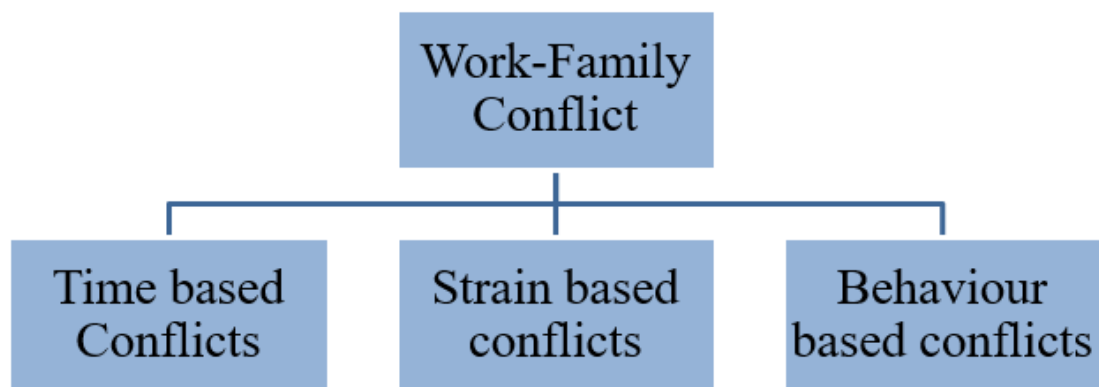 Work-Family
Conflict
Time based
Conflicts
Strain based
conflicts
Behaviour
based conflicts